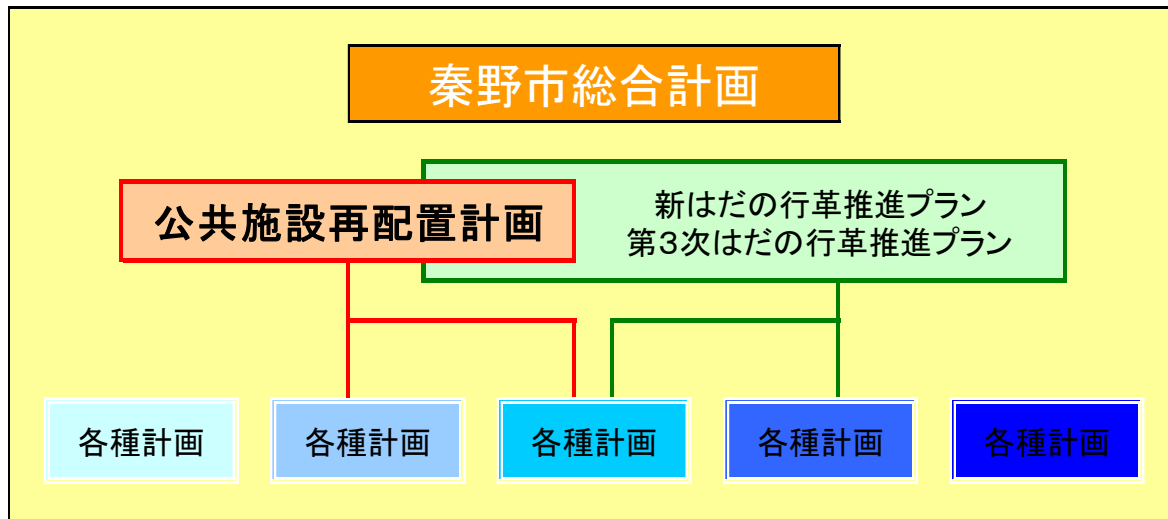 秦野市総合計画
公共施設再配置計画
新はだの行革推進プラン
第３次はだの行革推進プラン
各種計画
各種計画
各種計画
各種計画
各種計画